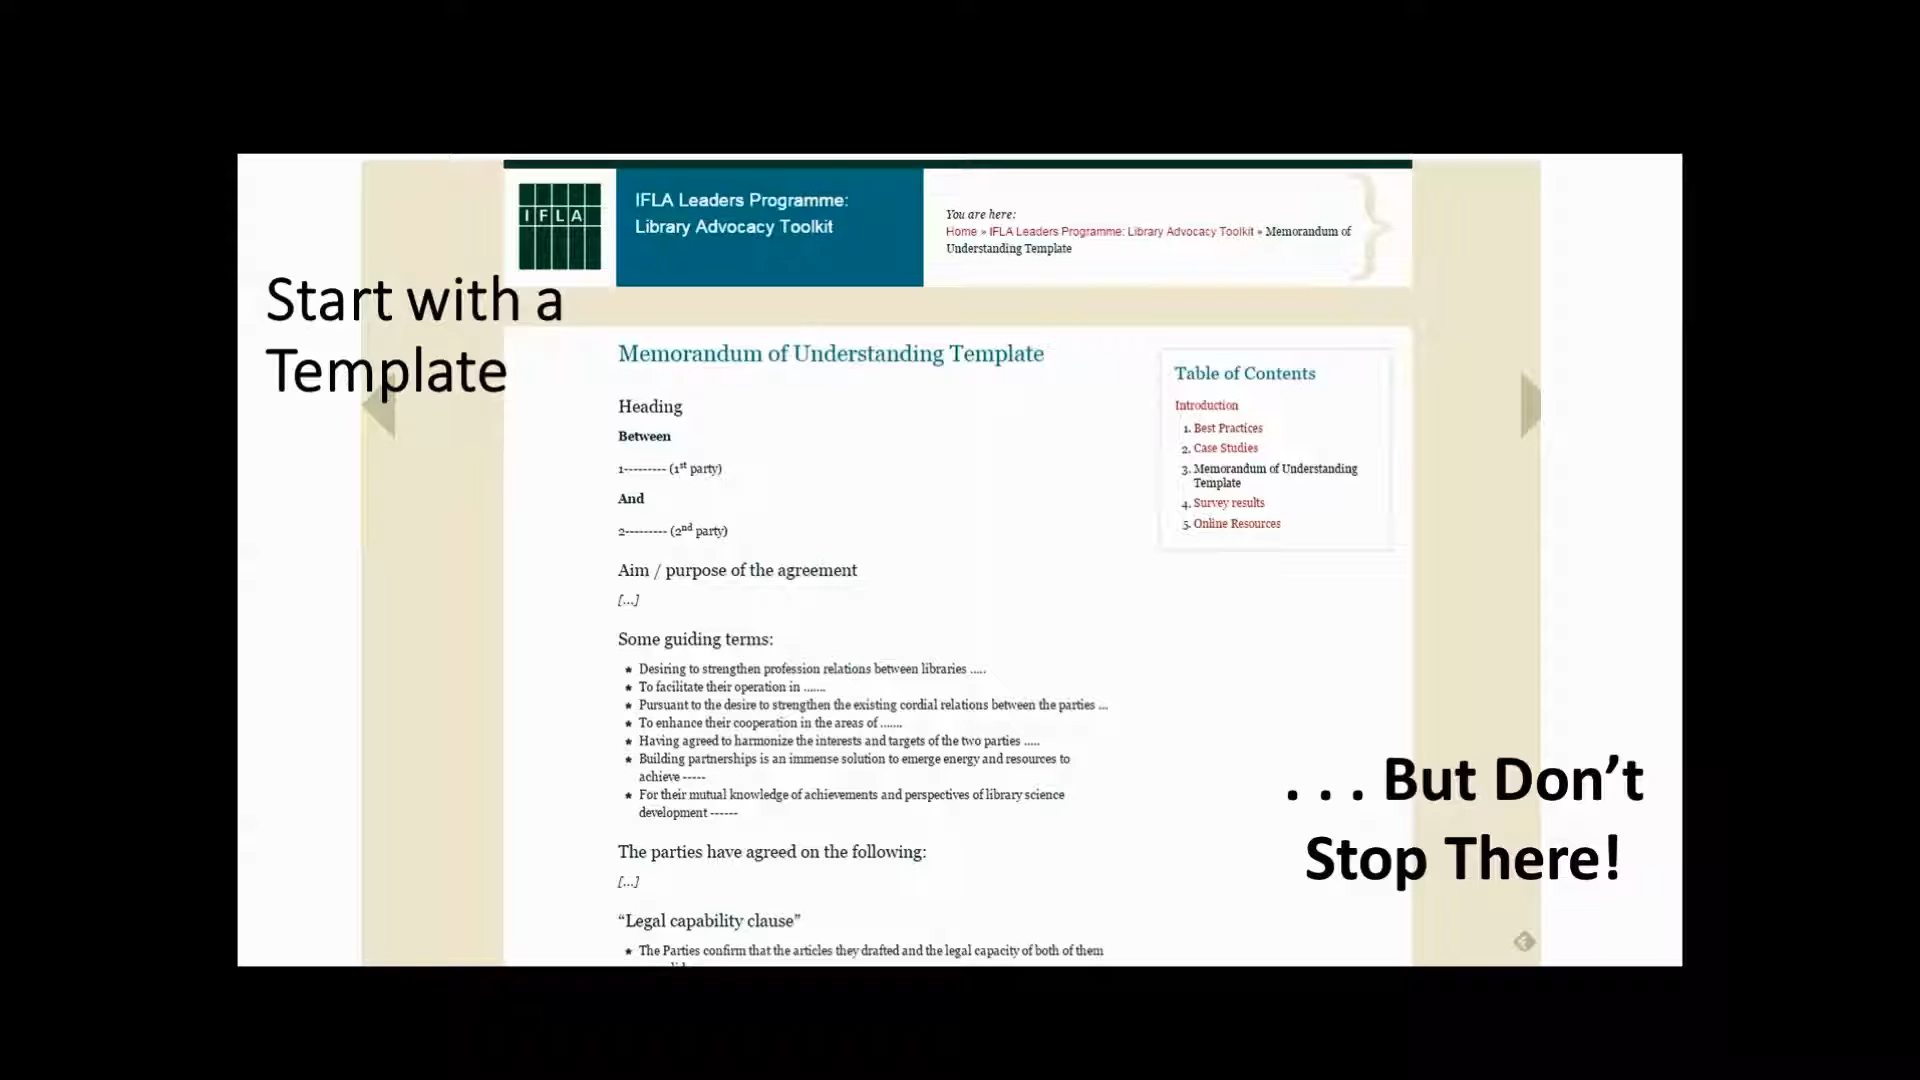 Start with a
Template
IFLA
IFLA Leaders Programme:
Library Advocacy Toolkit
You are here:
Home » IFLA Leaders Programme: Library Advocacy Toolkit » Memorandum of
Understanding Template
Memorandum of Understanding Template
Heading
Between
1--------- (1st party)
And
2--------- (2nd party)
Aim / purpose of the agreement
[...]
Some guiding terms:
★ Desiring to strengthen profession relations between libraries .....
★ To facilitate their operation in .......
★ Pursuant to the desire to strengthen the existing cordial relations between the parties ...
★ To enhance their cooperation in the areas of .......
★ Having agreed to harmonize the interests and targets of the two parties .....
★ Building partnerships is an immense solution to emerge energy and resources to
achieve -----
★ For their mutual knowledge of achievements and perspectives of library science
development ------
The parties have agreed on the following:
[...]
“Legal capability clause”
★ The Parties confirm that the articles they drafted and the legal capacity of both of them
Table of Contents
Introduction
1. Best Practices
2. Case Studies
3. Memorandum of Understanding
Template
4. Survey results
5. Online Resources
. . . But Don’t
Stop There!